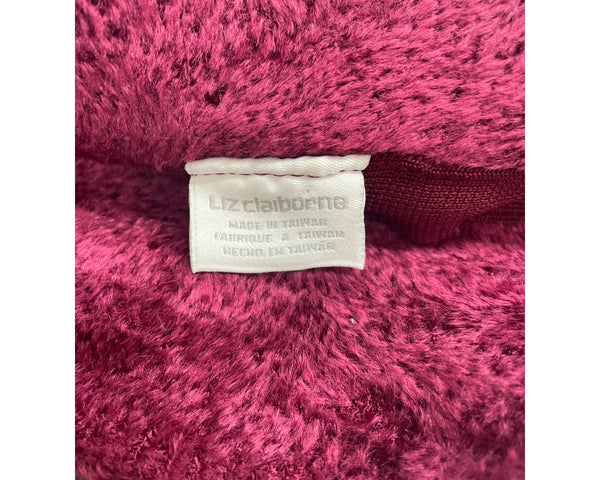 Liz claiborne
MADE IN TAIWAN
FABRIQUE A TAIWAN
HECHO EN TAIWAN